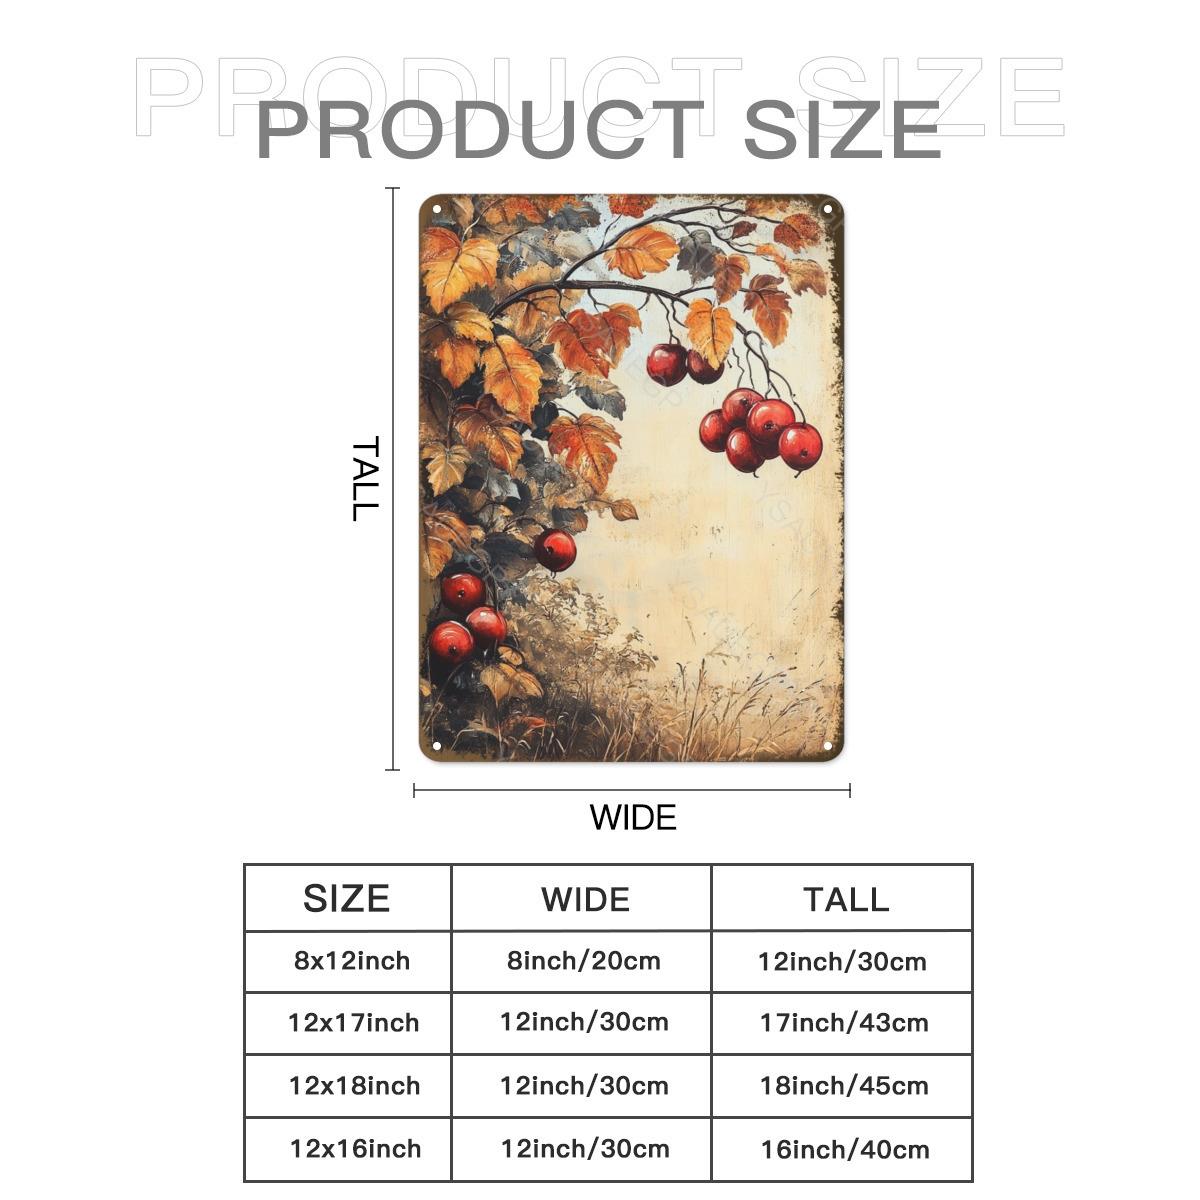 PRODUCT SIZE
PRODUCT SIZE
TALL
WIDE
SIZE WIDE TALL
8x12inch 8inch/20cm 12inch/30cm
12x17inch 12inch/30cm 17inch/43cm
12x18inch 12inch/30cm 18inch/45cm
12x16inch 12inch/30cm 16inch/40cm